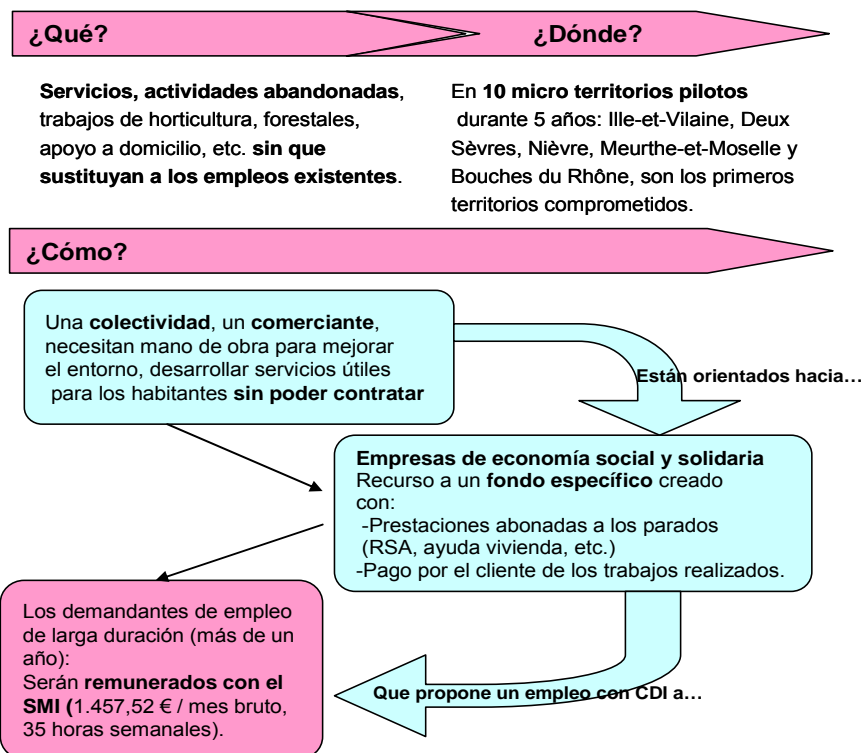 ¿Qué?
¿Dónde?
Servicios, actividades abandonadas,
trabajos de horticultura, forestales,
apoyo a domicilio, etc. sin que
sustituyan a los empleos existentes.
En 10 micro territorios pilotos
durante 5 años: Ille-et-Vilaine, Deux
Sèvres, Nièvre, Meurthe-et-Moselle y
Bouches du Rhône, son los primeros
territorios comprometidos.
¿Cómo?
Una colectividad, un comerciante,
necesitan mano de obra para mejorar
el entorno, desarrollar servicios útiles
para los habitantes sin poder contratar
Están orientados hacia…
Empresas de economía social y solidaria
Recurso a un fondo específico creado
con:
-Prestaciones abonadas a los parados
(RSA, ayuda vivienda, etc.)
-Pago por el cliente de los trabajos realizados.
Que propone un empleo con CDI a…
Los demandantes de empleo
de larga duración (más de un
año):
Serán remunerados con el
SMI (1.457,52 € / mes bruto,
35 horas semanales).